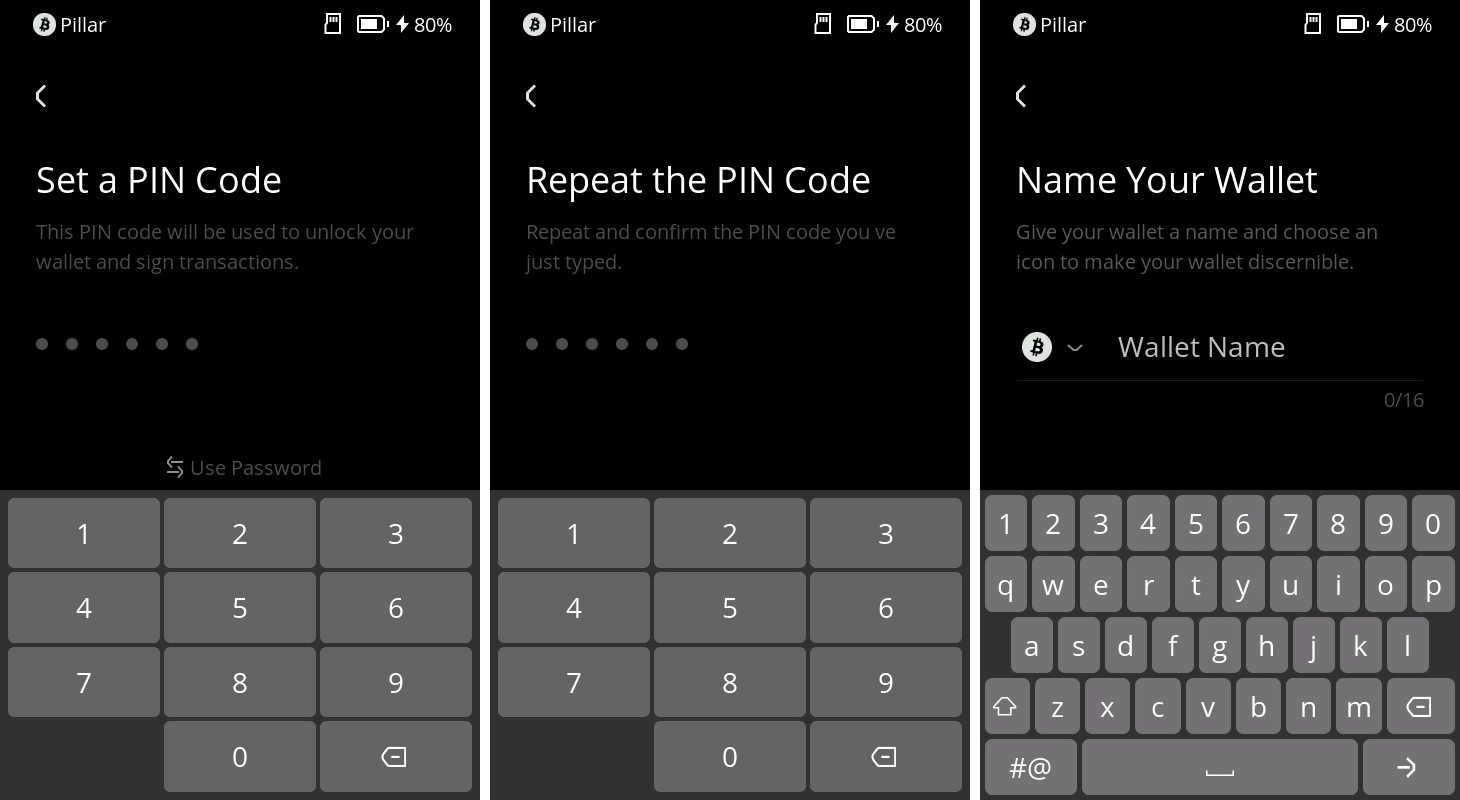 Pillar 80%
Set a PIN Code
This PIN code will be used to unlock your
wallet and sign transactions.
Use Password
1 2 3
4 5 6
7 8 9
0
Pillar 80%
Repeat the PIN Code
Repeat and confirm the PIN code you ve
just typed.
1 2 3
4 5 6
7 8 9
0
Pillar 80%
Name Your Wallet
Give your wallet a name and choose an
icon to make your wallet discernible.
Wallet Name
0/16
1 2 3 4 5 6 7 8 9 0
q w e r t y u i o p
a s d f g h j k l
z x c v b n m
#@